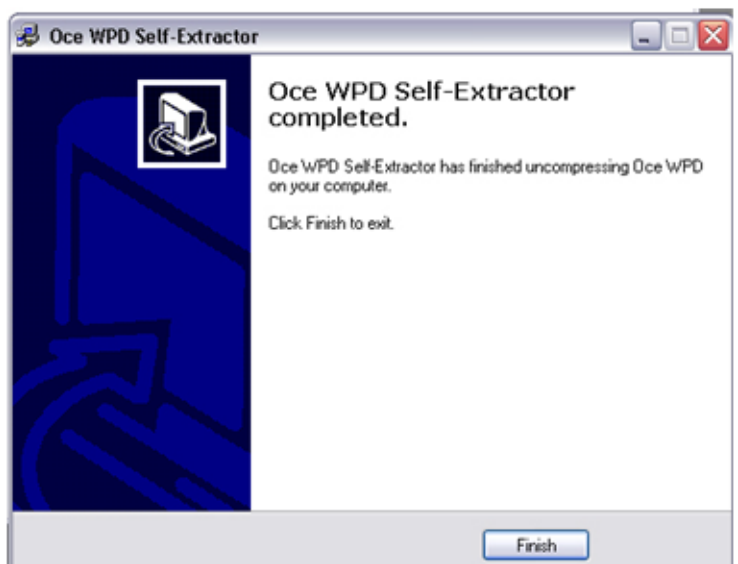 Oce WPD Self-Extractor
Oce WPD Self-Extractor
completed.
Oce WPD Self-Extractor has finished uncompressing Oce WPD
on your computer.
Click Finish to exit.
Finish